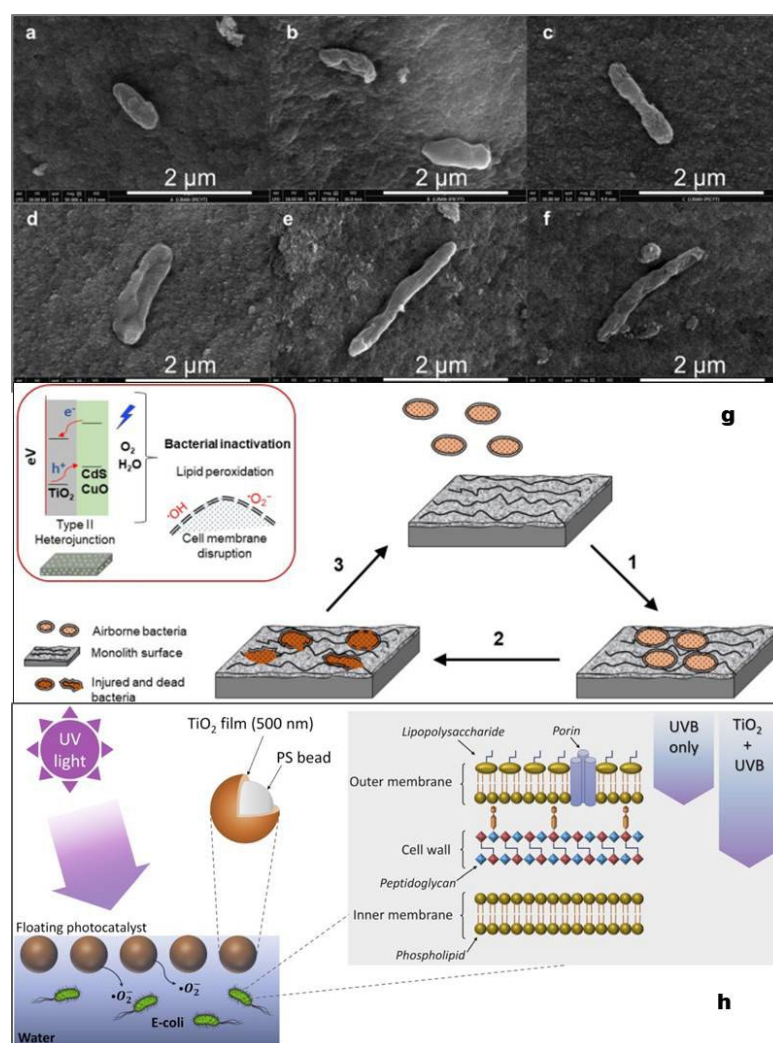 a
b
c
2 µm
2 µm
2 µm
d
e
f
2 µm
2 µm
2 µm
g
eV
e⁻
h⁺
TiO₂
CdS
CuO
Type II
Heterojunction
O₂
H₂O
Bacterial inactivation
Lipid peroxidation
·OH
·O₂⁻
Cell membrane
disruption
3
1
2
Airborne bacteria
Monolith surface
Injured and dead
bacteria
UV
light
TiO₂ film (500 nm)
PS bead
Floating photocatalyst
•O₂⁻
•O₂⁻
E-coli
Water
Lipopolysaccharide
Porin
Outer membrane
Cell wall
Peptidoglycan
Inner membrane
Phospholipid
UVB
only
TiO₂
+
UVB
h